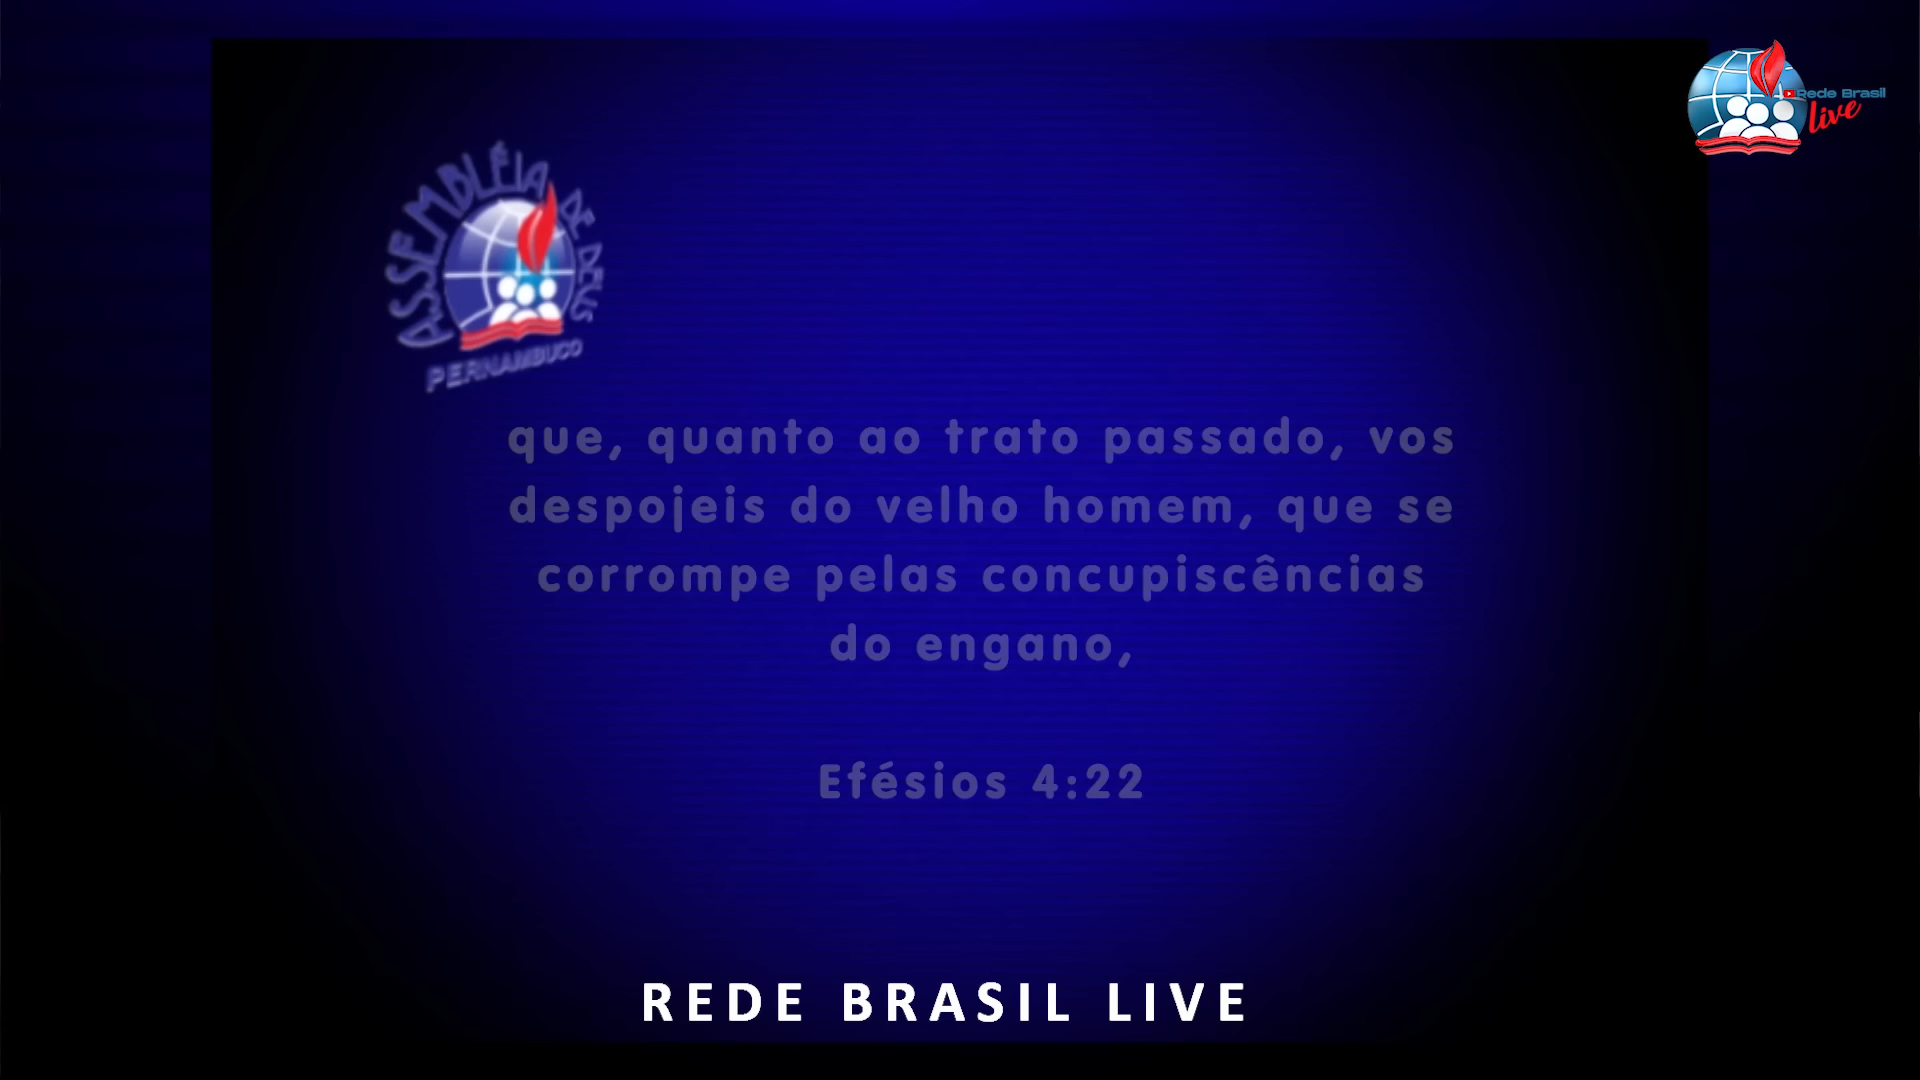 Rede Brasil
live
ASSEMBLÉIA DE DEUS
PERNAMBUCO
que, quanto ao trato passado, vos
despojeis do velho homem, que se
corrompe pelas concupiscências
do engano,
Efésios 4:22
REDE BRASIL LIVE